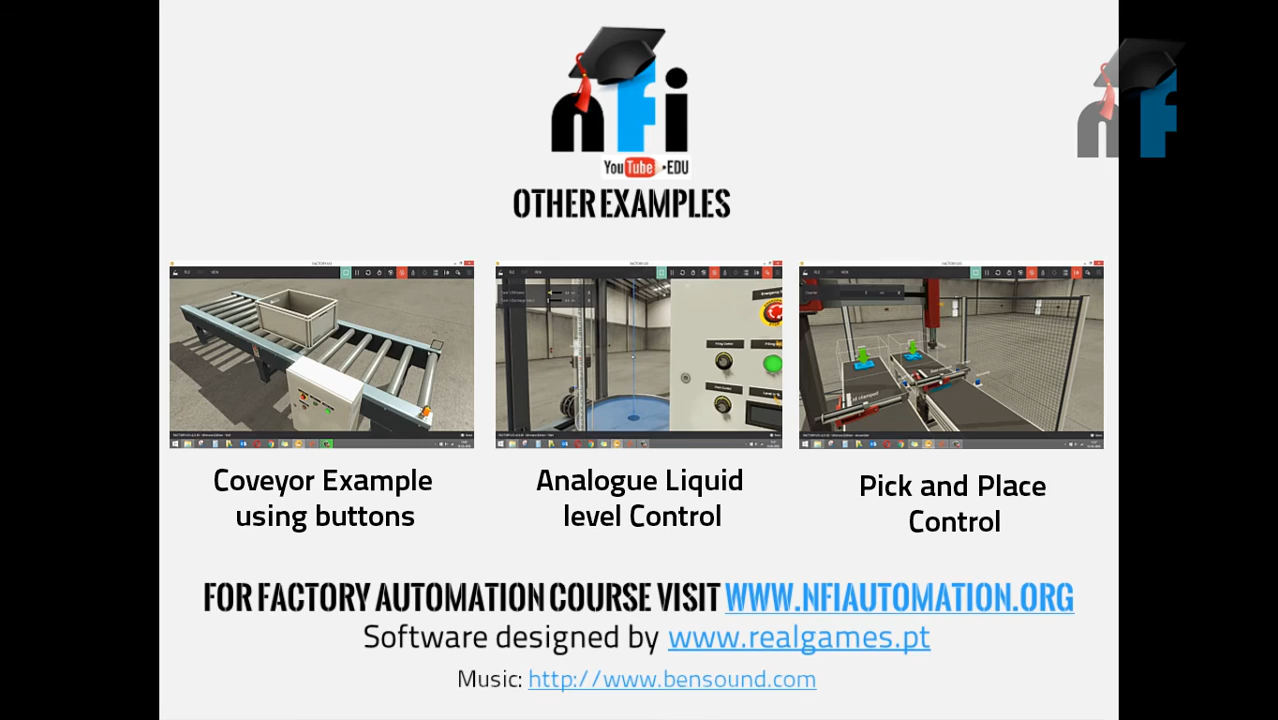 nfi
YouTube EDU
nf
OTHER EXAMPLES
Coveyor Example
using buttons
Analogue Liquid
level Control
Pick and Place
Control
FOR FACTORY AUTOMATION COURSE VISIT WWW.NFIAUTOMATION.ORG
Software designed by www.realgames.pt
Music: http://www.bensound.com